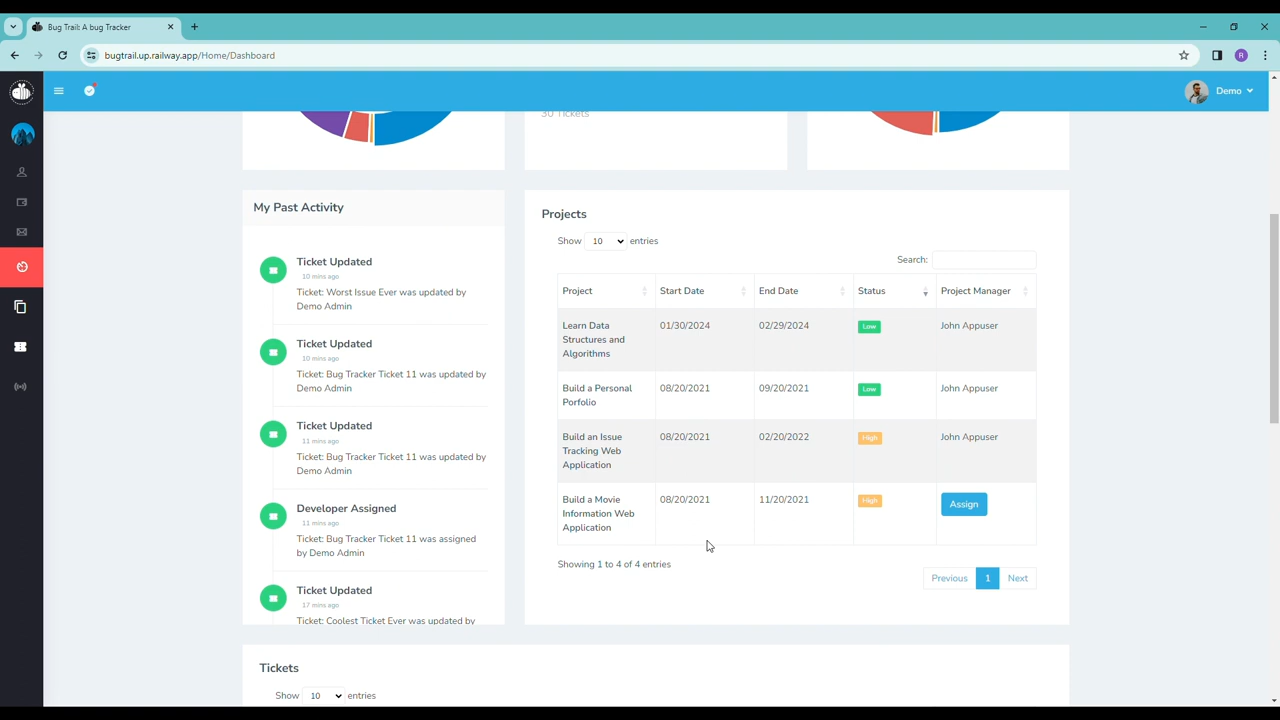 Bug Trail: A bug Tracker
bugtrail.up.railway.app/Home/Dashboard
R
Demo
30 Tickets
My Past Activity
Ticket Updated
10 mins ago
Ticket: Worst Issue Ever was updated by
Demo Admin
Ticket Updated
10 mins ago
Ticket: Bug Tracker Ticket 11 was updated by
Demo Admin
Ticket Updated
11 mins ago
Ticket: Bug Tracker Ticket 11 was updated by
Demo Admin
Developer Assigned
11 mins ago
Ticket: Bug Tracker Ticket 11 was assigned
by Demo Admin
Ticket Updated
17 mins ago
Ticket: Coolest Ticket Ever was updated by
Projects
Show 10 entries
Search:
Project Start Date End Date Status Project Manager
Learn Data
Structures and
Algorithms
01/30/2024 02/29/2024 Low John Appuser
Build a Personal
Porfolio
08/20/2021 09/20/2021 Low John Appuser
Build an Issue
Tracking Web
Application
08/20/2021 02/20/2022 High John Appuser
Build a Movie
Information Web
Application
08/20/2021 11/20/2021 High Assign
Showing 1 to 4 of 4 entries
Previous 1 Next
Tickets
Show 10 entries